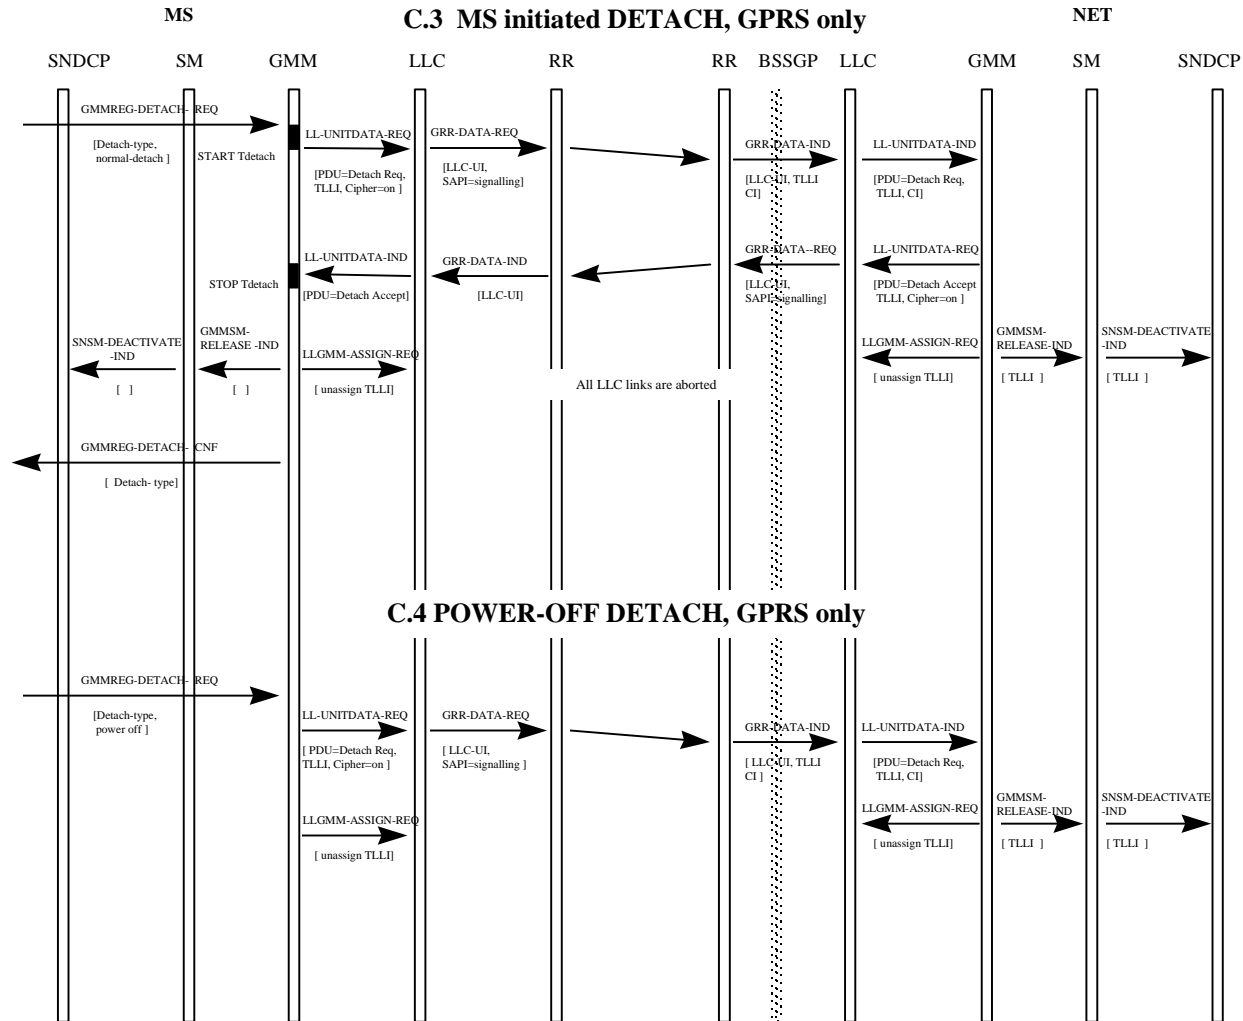 MS
C.3 MS initiated DETACH, GPRS only
NET
SNDCP SM GMM LLC RR RR BSSGP LLC GMM SM SNDCP
GMMREG-DETACH- REQ
[Detach-type,
normal-detach ]
START Tdetach
LL-UNITDATA-REQ
[PDU=Detach Req,
TLLI, Cipher=on ]
GRR-DATA-REQ
[LLC-UI,
SAPI=signalling]
GRR-DATA-IND
[LLC-UI, TLLI
CI]
LL-UNITDATA-IND
[PDU=Detach Req,
TLLI, CI]
STOP Tdetach
LL-UNITDATA-IND
[PDU=Detach Accept]
GRR-DATA-IND
[LLC-UI]
GRR-DATA--REQ
[LLC-UI,
SAPI=signalling]
LL-UNITDATA-REQ
[PDU=Detach Accept
TLLI, Cipher=on ]
SNSM-DEACTIVATE
-IND
[ ]
GMMSM-
RELEASE -IND
[ ]
LLGMM-ASSIGN-REQ
[ unassign TLLI]
All LLC links are aborted
LLGMM-ASSIGN-REQ
[ unassign TLLI]
GMMSM-
RELEASE-IND
[ TLLI ]
SNSM-DEACTIVATE
-IND
[ TLLI ]
GMMREG-DETACH- CNF
[ Detach- type]
C.4 POWER-OFF DETACH, GPRS only
GMMREG-DETACH- REQ
[Detach-type,
power off ]
LL-UNITDATA-REQ
[ PDU=Detach Req,
TLLI, Cipher=on ]
GRR-DATA-REQ
[ LLC-UI,
SAPI=signalling ]
GRR-DATA-IND
[ LLC-UI, TLLI
CI ]
LL-UNITDATA-IND
[PDU=Detach Req,
TLLI, CI]
LLGMM-ASSIGN-REQ
[ unassign TLLI]
LLGMM-ASSIGN-REQ
[ unassign TLLI]
GMMSM-
RELEASE-IND
[ TLLI ]
SNSM-DEACTIVATE
-IND
[ TLLI ]